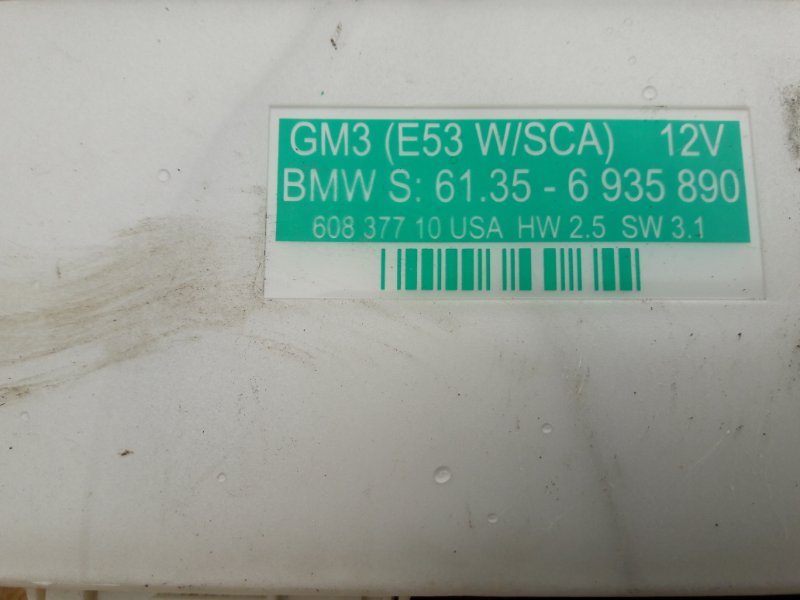 GM3 (E53 W/SCA) 12V
BMW S: 61.35 - 6 935 890
608 377 10 USA HW 2.5 SW 3.1